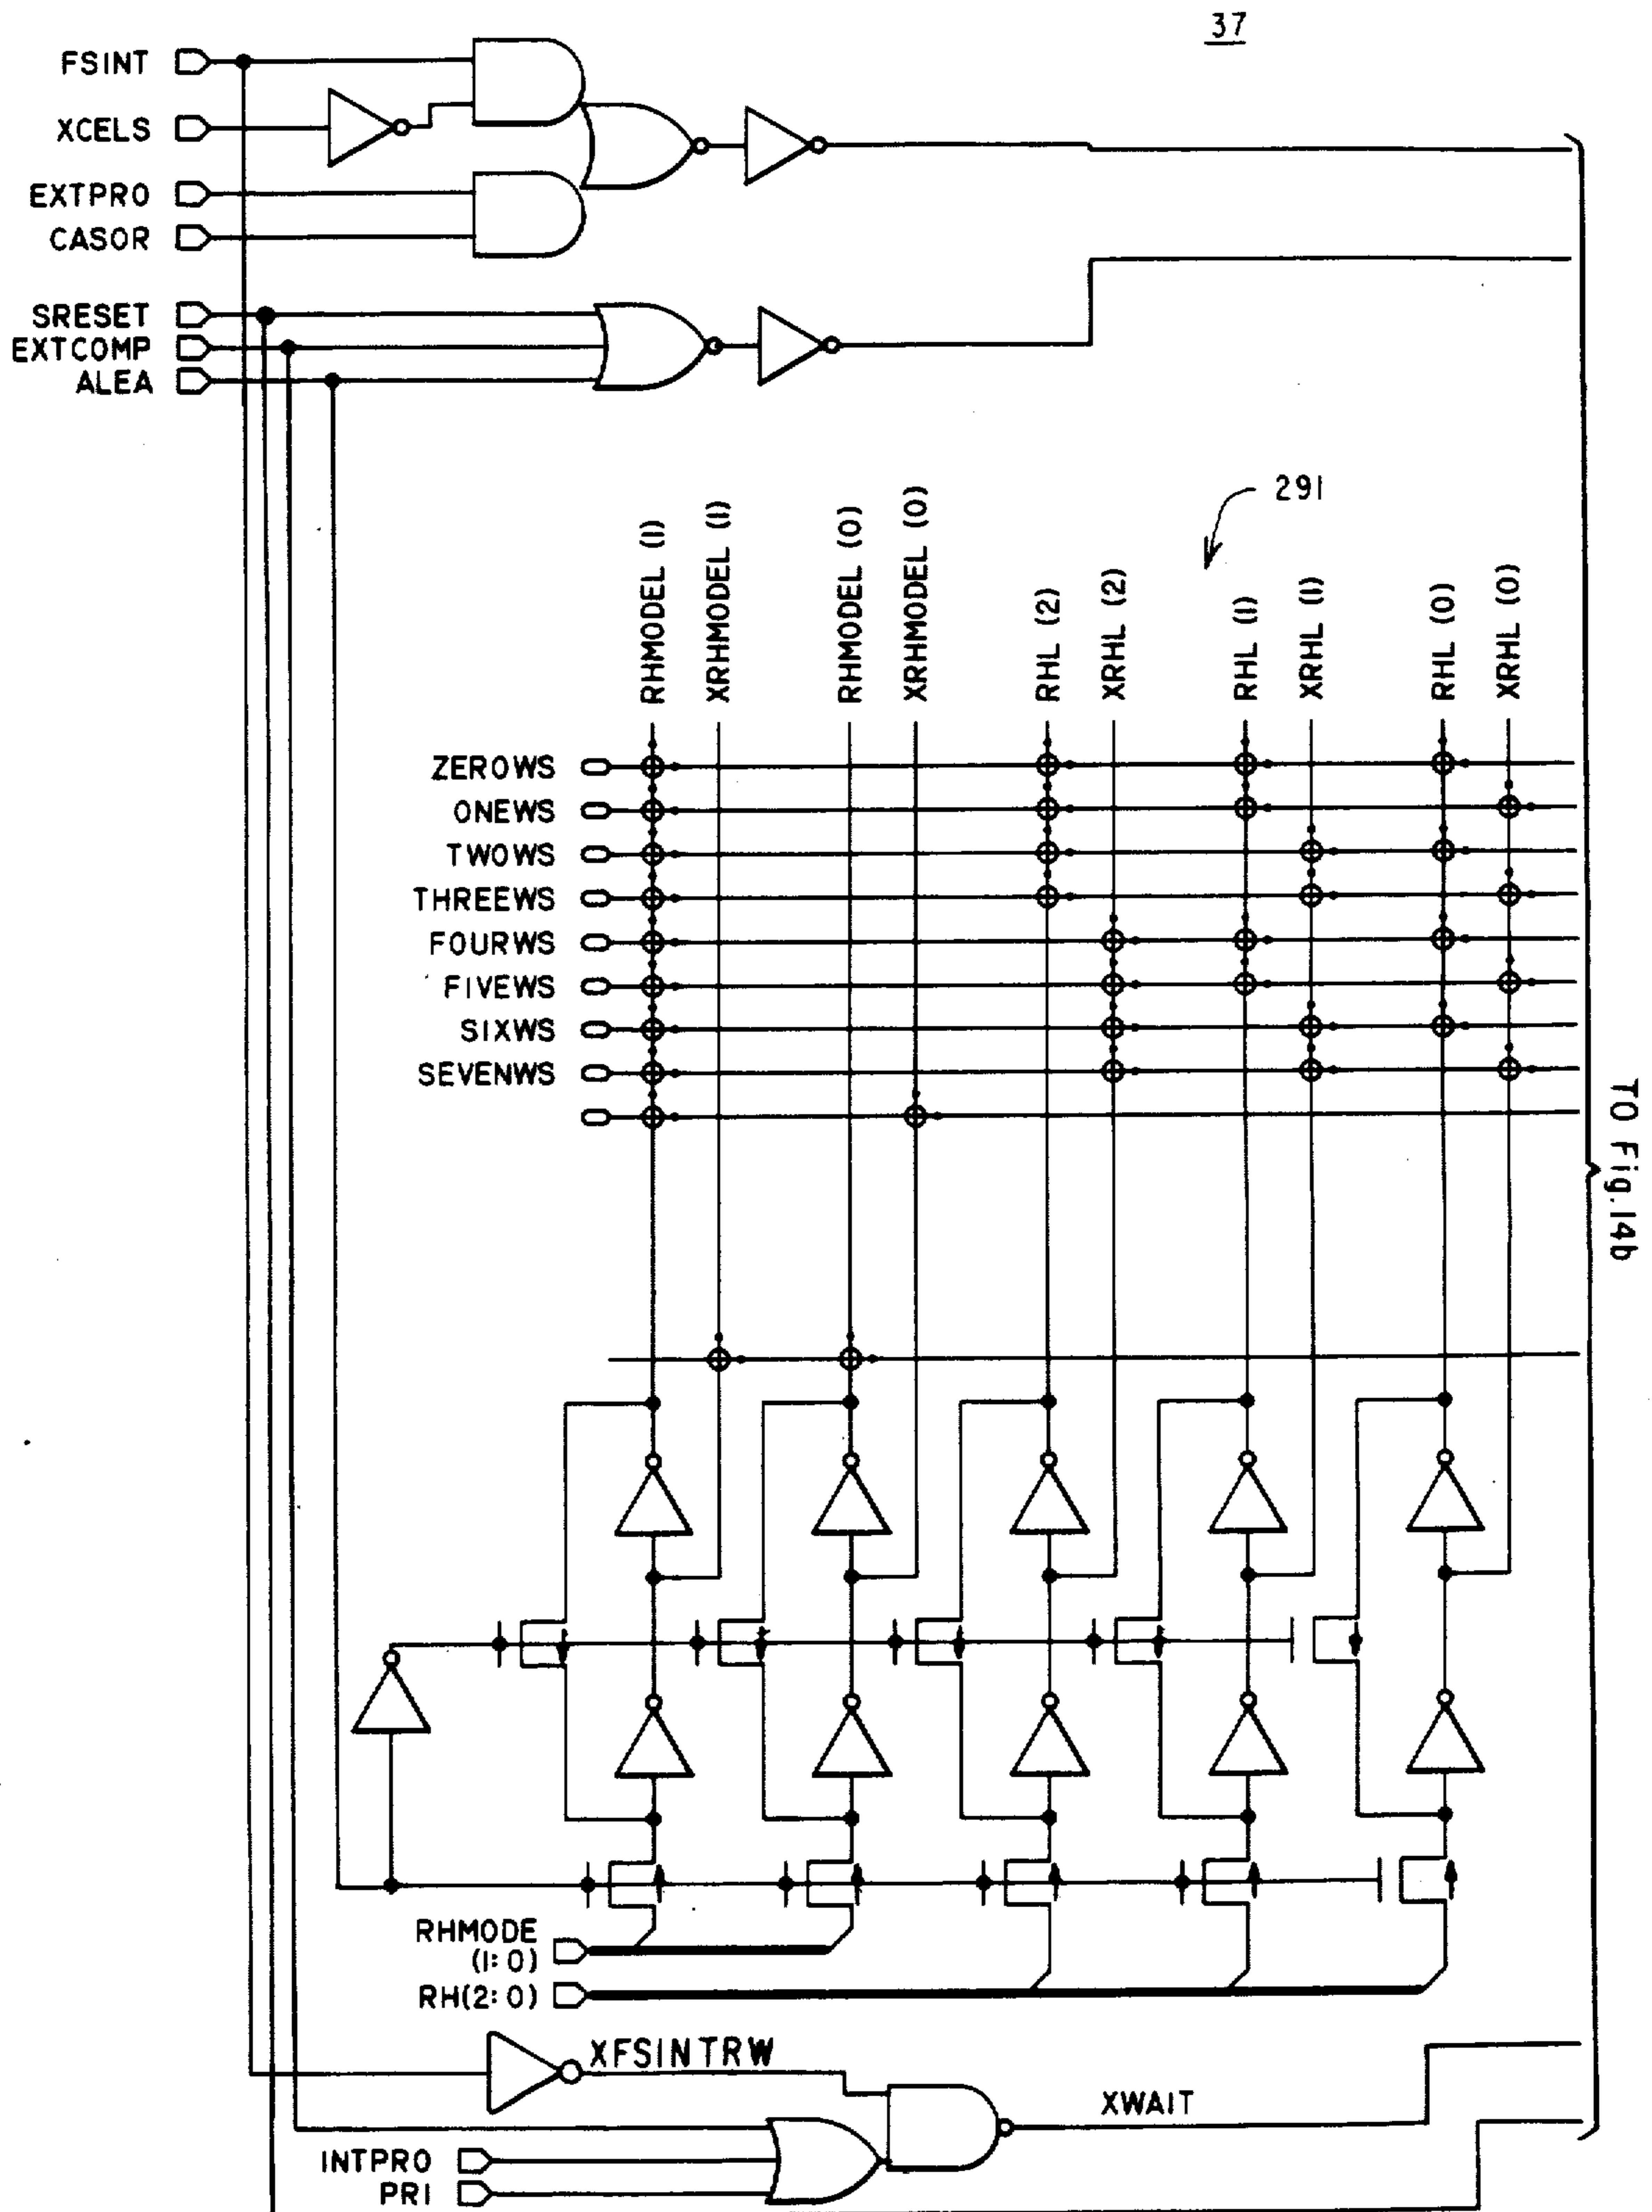 37
FSINT
XCELS
EXTPRO
CASOR
SRESET
EXTCOMP
ALEA
291
RHMODEL (1)
XRHMODEL (1)
RHMODEL (0)
XRHMODEL (0)
RHL (2)
XRHL (2)
RHL (1)
XRHL (1)
RHL (0)
XRHL (0)
ZEROWS
ONEWS
TWOWS
THREEWS
FOURWS
FIVEWS
SIXWS
SEVENWS
TO Fig.14b
RHMODE
(1:0)
RH(2:0)
XFSINTRW
XWAIT
INTPRO
PRI